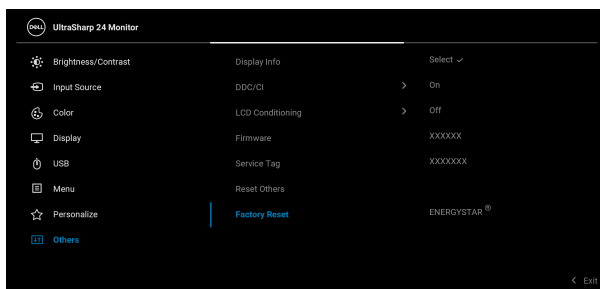 DELL UltraSharp 24 Monitor
Brightness/Contrast Display Info Select ✓
Input Source DDC/CI > On
Color LCD Conditioning > Off
Display Firmware XXXXXX
USB Service Tag XXXXXXX
Menu Reset Others
Personalize Factory Reset ENERGYSTAR ®
Others
< Exit